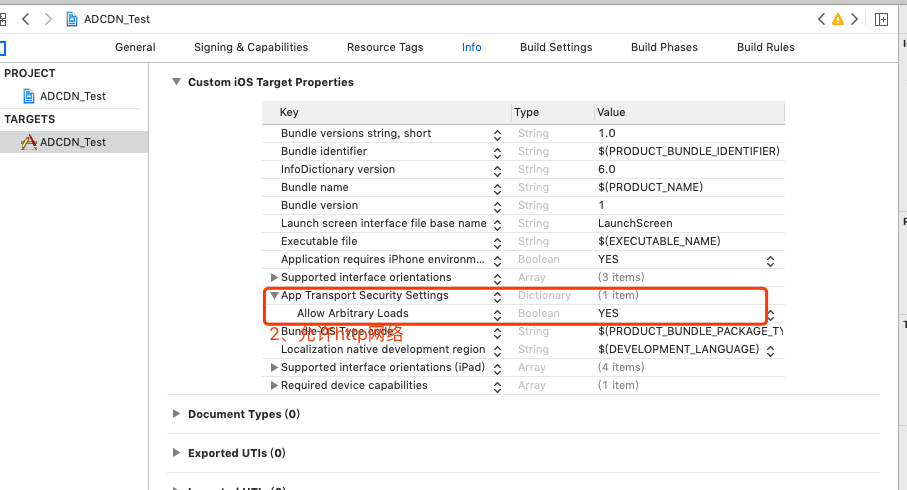 ADCDN_Test
General Signing & Capabilities Resource Tags Info Build Settings Build Phases Build Rules
PROJECT
ADCDN_Test
TARGETS
ADCDN_Test
Custom iOS Target Properties
Key Type Value
Bundle versions string, short String 1.0
Bundle identifier String $(PRODUCT_BUNDLE_IDENTIFIER)
InfoDictionary version String 6.0
Bundle name String $(PRODUCT_NAME)
Bundle version String 1
Launch screen interface file base name String LaunchScreen
Executable file String $(EXECUTABLE_NAME)
Application requires iPhone environm... Boolean YES
Supported interface orientations Array (3 items)
App Transport Security Settings Dictionary (1 item)
Allow Arbitrary Loads Boolean YES
Bundle OS Type code String $(PRODUCT_BUNDLE_PACKAGE_TY
2、允许http网络
Localization native development region String $(DEVELOPMENT_LANGUAGE)
Supported interface orientations (iPad) Array (4 items)
Required device capabilities Array (1 item)
Document Types (0)
Exported UTIs (0)